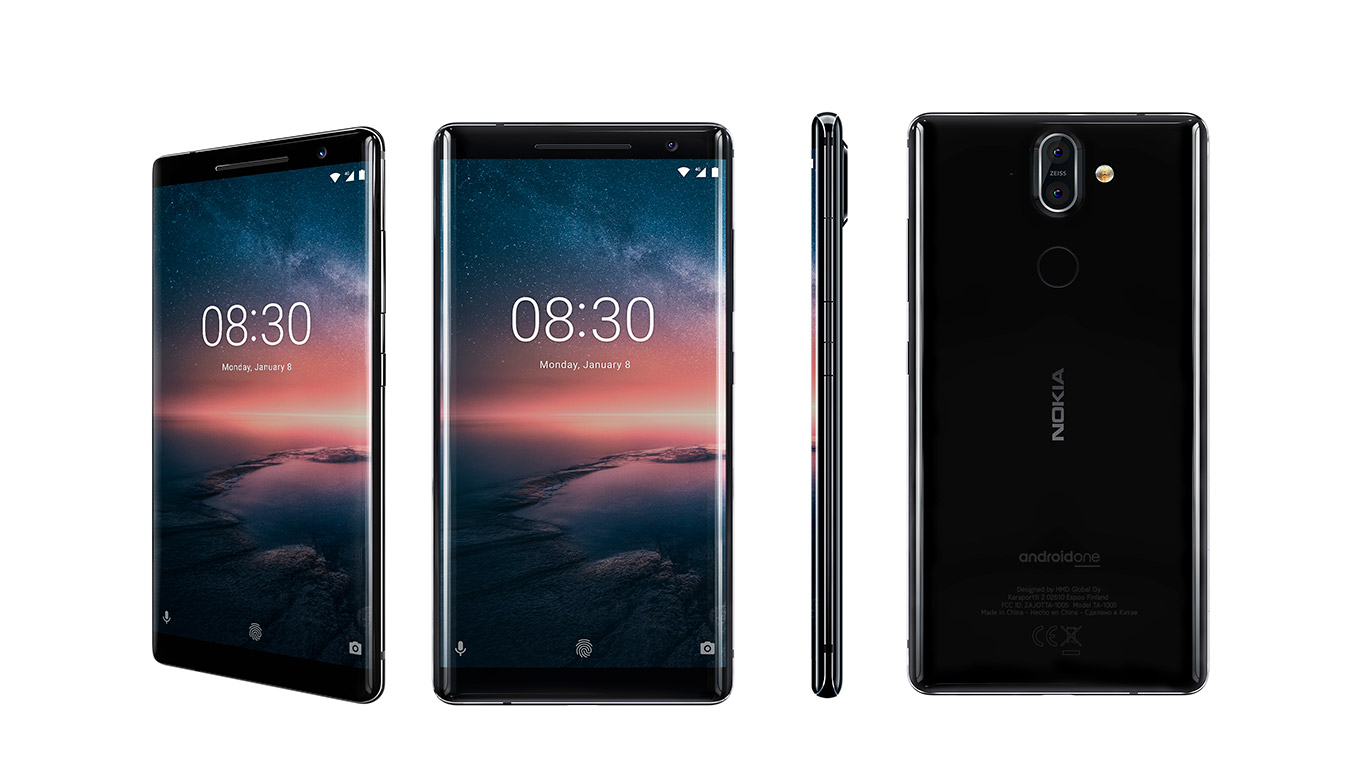 08:30
Monday, January 8
4G
08:30
Monday, January 8
4G
ZEISS
NOKIA
androidone
Designed by HMD Global Oy
Karaportti 2 02610 Espoo Finland
FCC ID: 2AJOTTA-1005 Model TA-1005
Made in China - Hecho en China - Сделано в Китае